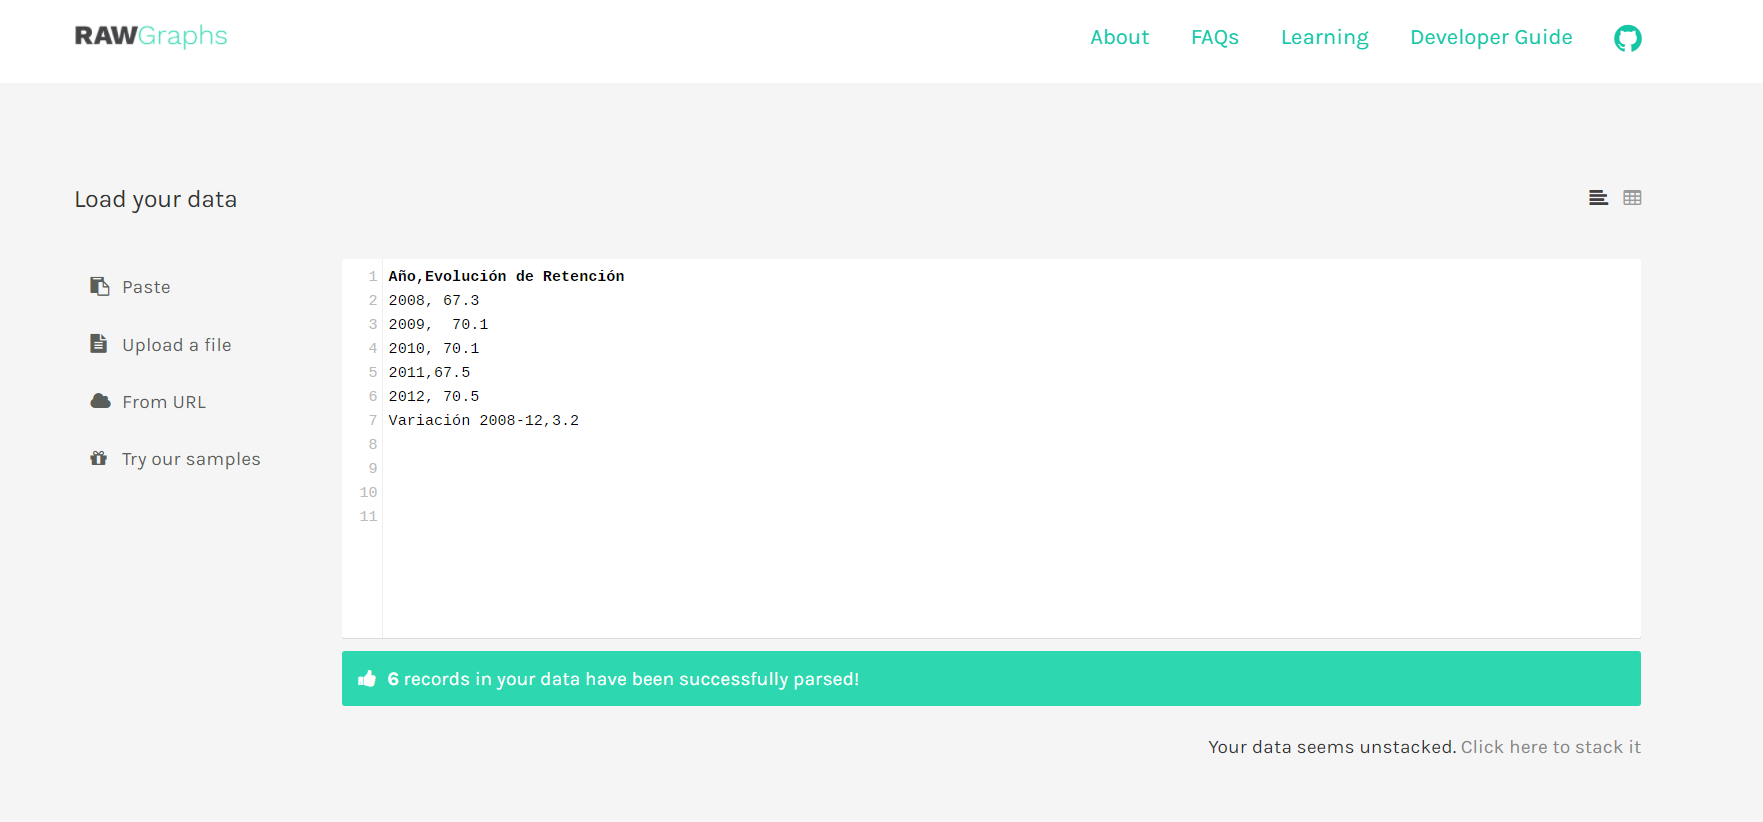 RAWGraphs
About FAQs Learning Developer Guide
Load your data
Paste
Upload a file
From URL
Try our samples
1 Año,Evolución de Retención
2 2008, 67.3
3 2009,  70.1
4 2010, 70.1
5 2011,67.5
6 2012, 70.5
7 Variación 2008-12,3.2
8
9
10
11
6 records in your data have been successfully parsed!
Your data seems unstacked. Click here to stack it